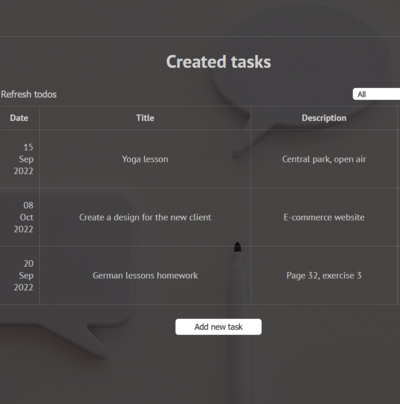 Created tasks
Refresh todos
All
Date Title Description
15
Sep Yoga lesson Central park, open air
2022
08
Oct Create a design for the new client E-commerce website
2022
20
Sep German lessons homework Page 32, exercise 3
2022
Add new task